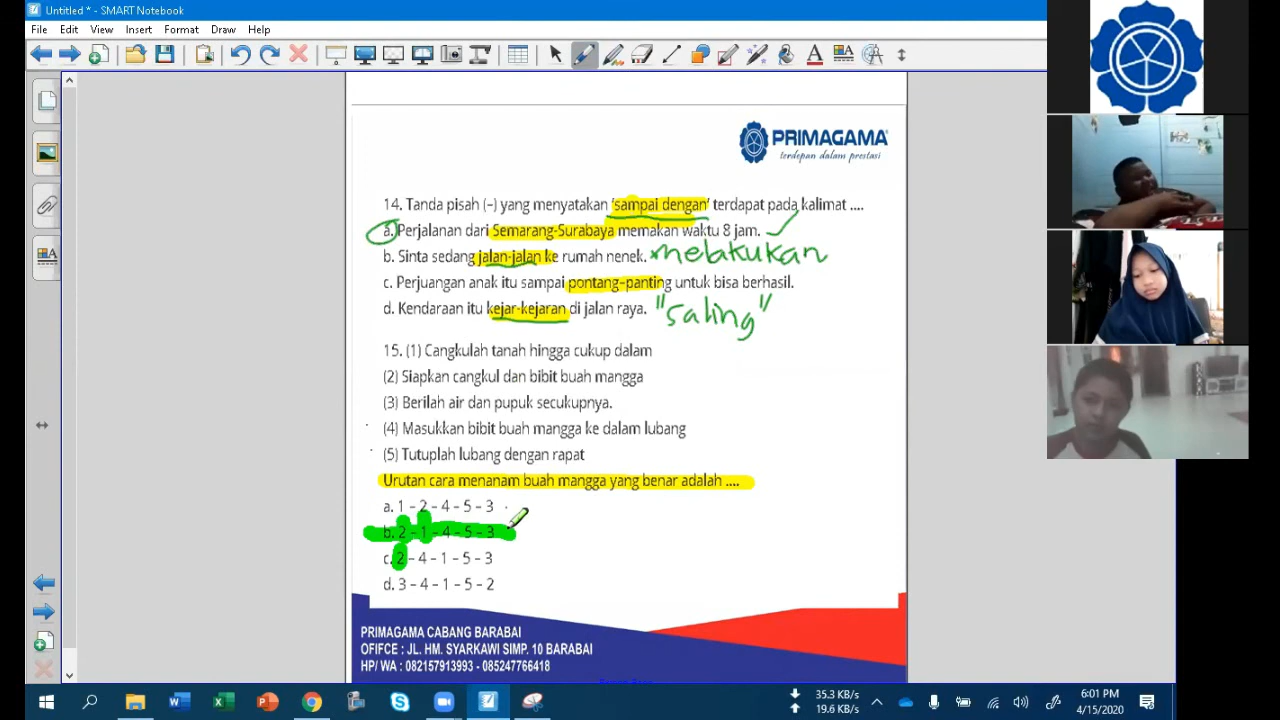 Untitled * - SMART Notebook
File Edit View Insert Format Draw Help
PRIMAGAMA
terdepan dalam prestasi
14. Tanda pisah (–) yang menyatakan 'sampai dengan' terdapat pada kalimat ....
a. Perjalanan dari Semarang-Surabaya memakan waktu 8 jam.
b. Sinta sedang jalan-jalan ke rumah nenek. melakukan
c. Perjuangan anak itu sampai pontang–panting untuk bisa berhasil.
d. Kendaraan itu kejar-kejaran di jalan raya. "saling"
15. (1) Cangkulah tanah hingga cukup dalam
(2) Siapkan cangkul dan bibit buah mangga
(3) Berilah air dan pupuk secukupnya.
(4) Masukkan bibit buah mangga ke dalam lubang
(5) Tutuplah lubang dengan rapat
Urutan cara menanam buah mangga yang benar adalah ....
a. 1 – 2 – 4 – 5 – 3
b. 2 – 1 – 4 – 5 – 3
c. 2 – 4 – 1 – 5 – 3
d. 3 – 4 – 1 – 5 – 2
PRIMAGAMA CABANG BARABAI
OFIFCE : JL. HM. SYARKAWI SIMP. 10 BARABAI
HP/ WA : 082157913993 - 085247766418
35.3 KB/s
19.6 KB/s
6:01 PM
4/15/2020